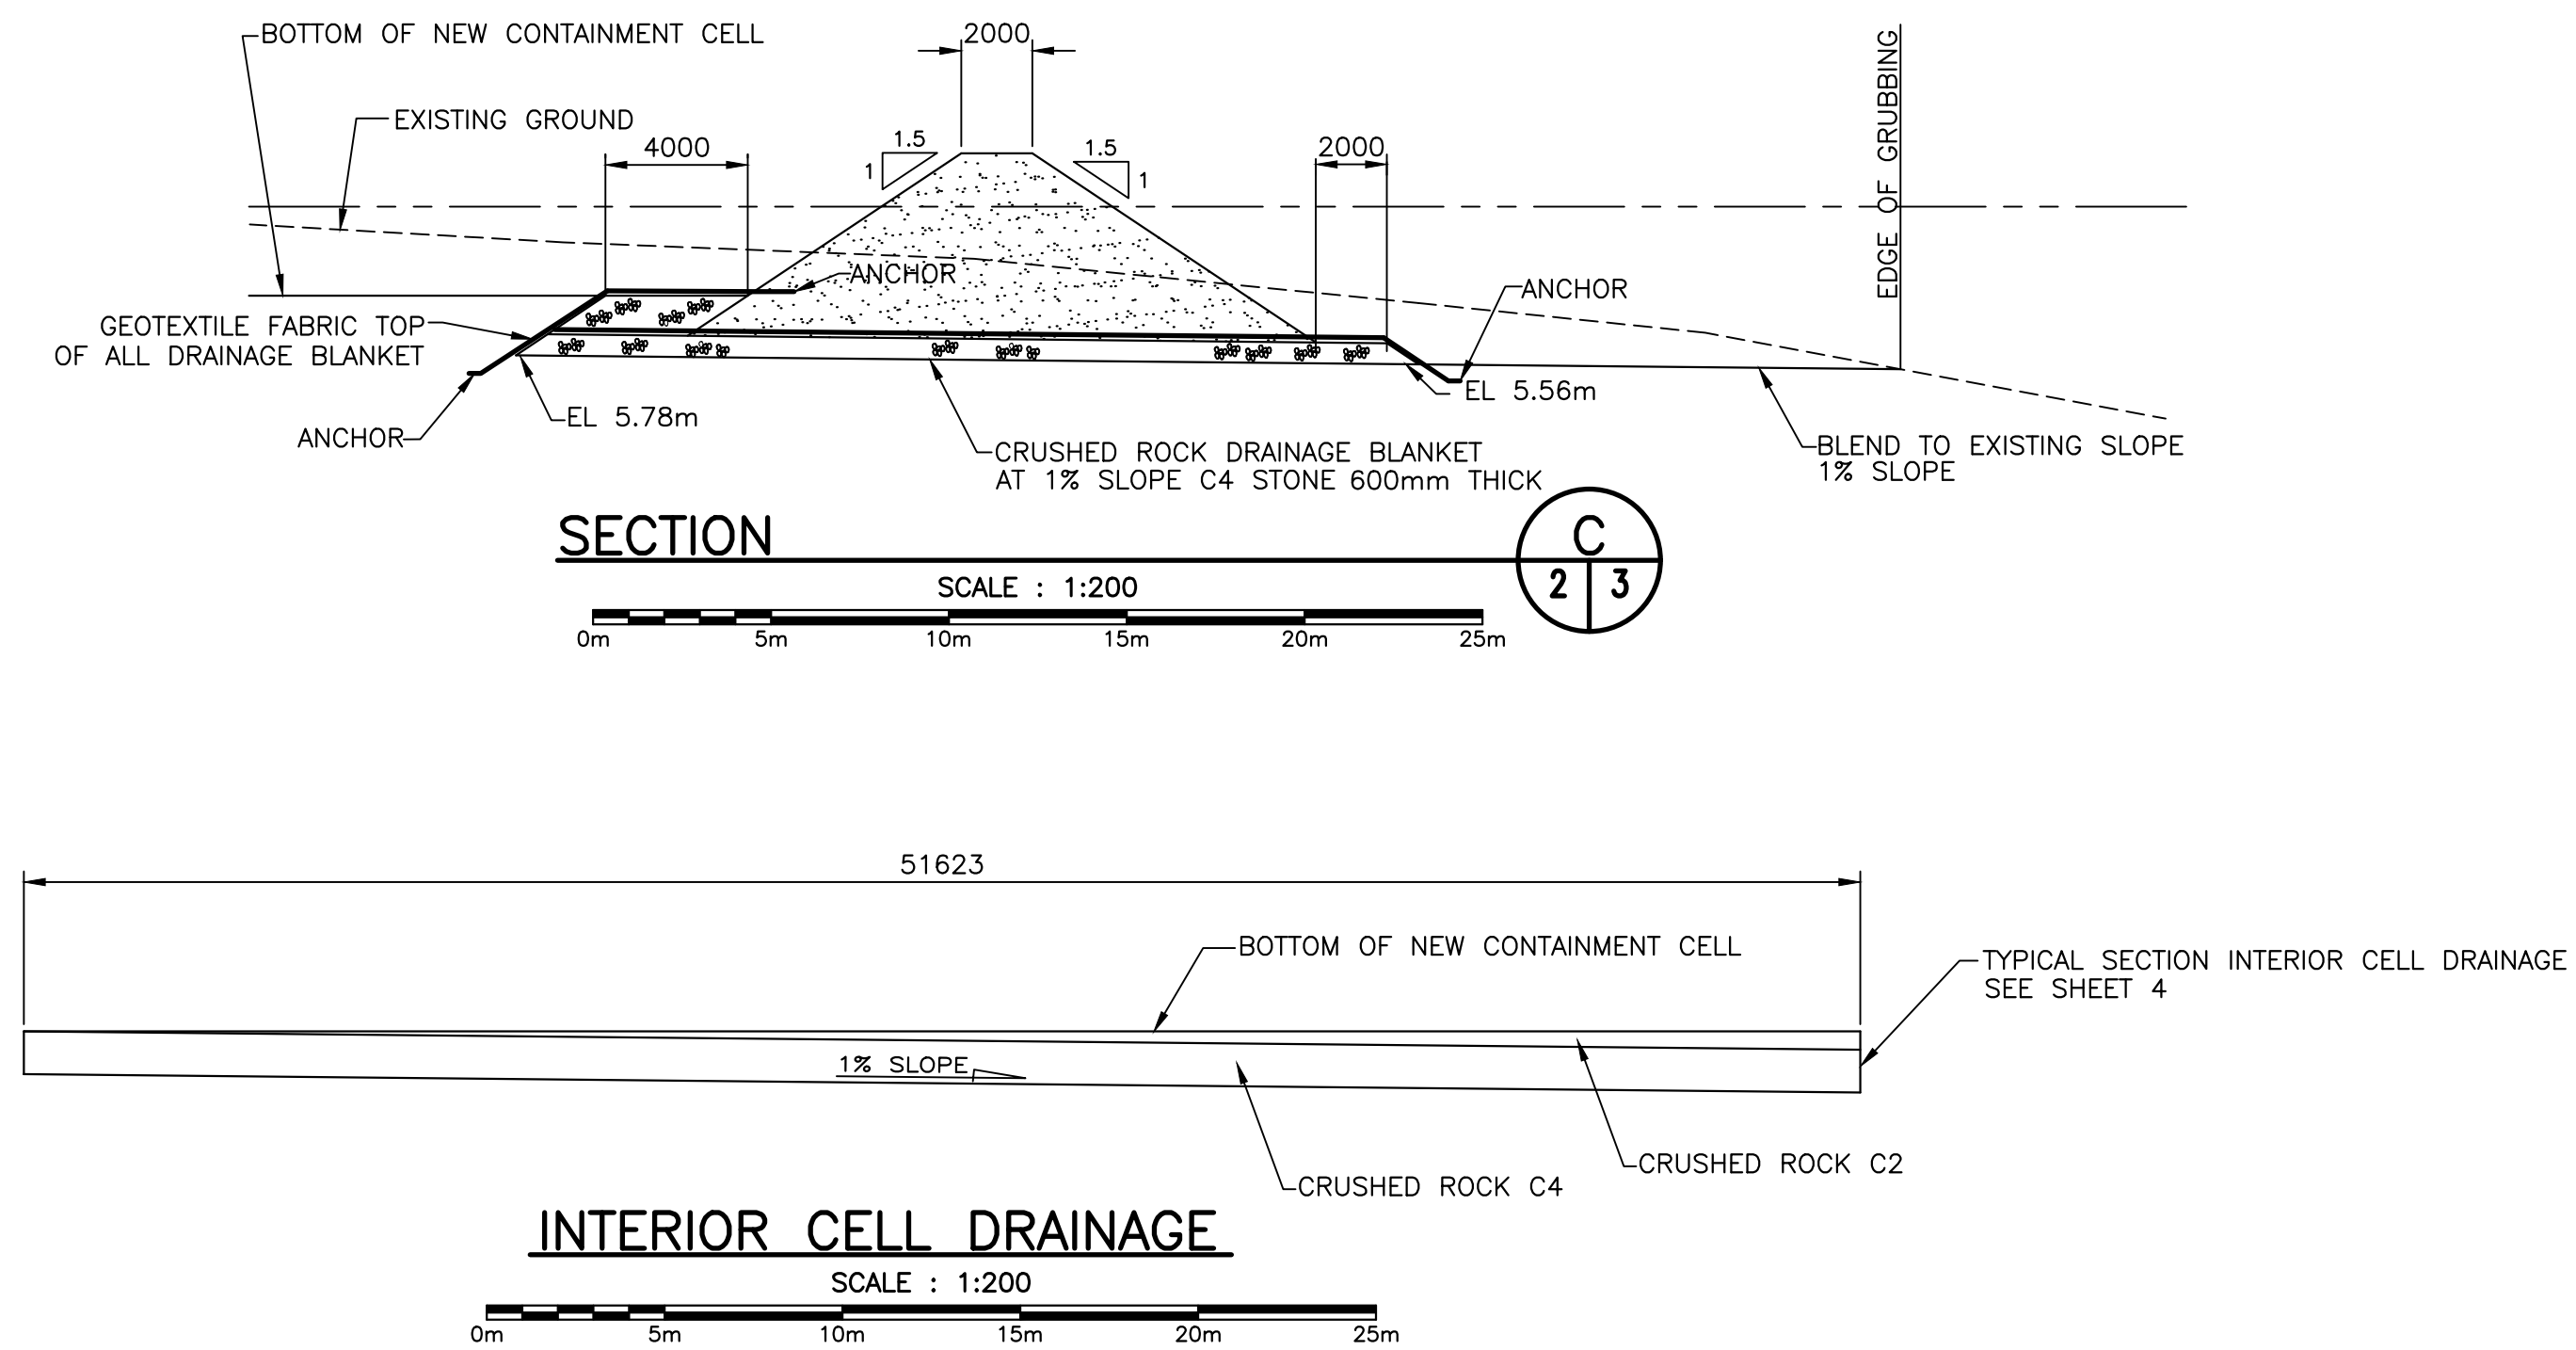 BOTTOM OF NEW CONTAINMENT CELL
2000
EDGE OF GRUBBING
EXISTING GROUND
4000
1.5
1
1.5
1
2000
ANCHOR
ANCHOR
GEOTEXTILE FABRIC TOP
OF ALL DRAINAGE BLANKET
EL 5.78m
EL 5.56m
ANCHOR
CRUSHED ROCK DRAINAGE BLANKET
AT 1% SLOPE C4 STONE 600mm THICK
BLEND TO EXISTING SLOPE
1% SLOPE
SECTION
C
2 3
SCALE : 1:200
0m 5m 10m 15m 20m 25m
51623
BOTTOM OF NEW CONTAINMENT CELL
TYPICAL SECTION INTERIOR CELL DRAINAGE
SEE SHEET 4
1% SLOPE
CRUSHED ROCK C2
CRUSHED ROCK C4
INTERIOR CELL DRAINAGE
SCALE : 1:200
0m 5m 10m 15m 20m 25m